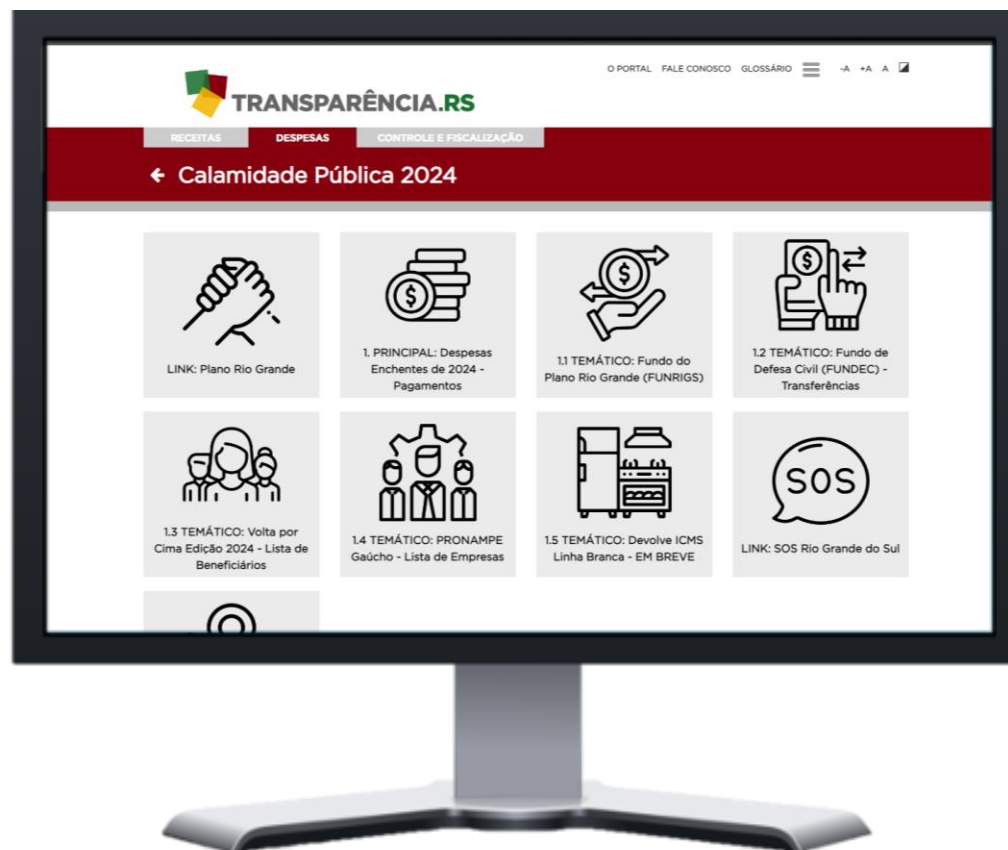 O PORTAL FALE CONOSCO GLOSSÁRIO -A +A A
TRANSPARÊNCIA.RS
RECEITAS DESPESAS CONTROLE E FISCALIZAÇÃO
Calamidade Pública 2024
LINK: Plano Rio Grande
1. PRINCIPAL: Despesas
Enchentes de 2024 -
Pagamentos
1.1 TEMÁTICO: Fundo do
Plano Rio Grande (FUNRIGS)
1.2 TEMÁTICO: Fundo de
Defesa Civil (FUNDEC) -
Transferências
1.3 TEMÁTICO: Volta por
Cima Edição 2024 - Lista de
Beneficiários
1.4 TEMÁTICO: PRONAMPE
Gaúcho - Lista de Empresas
1.5 TEMÁTICO: Devolve ICMS
Linha Branca - EM BREVE
SOS
LINK: SOS Rio Grande do Sul